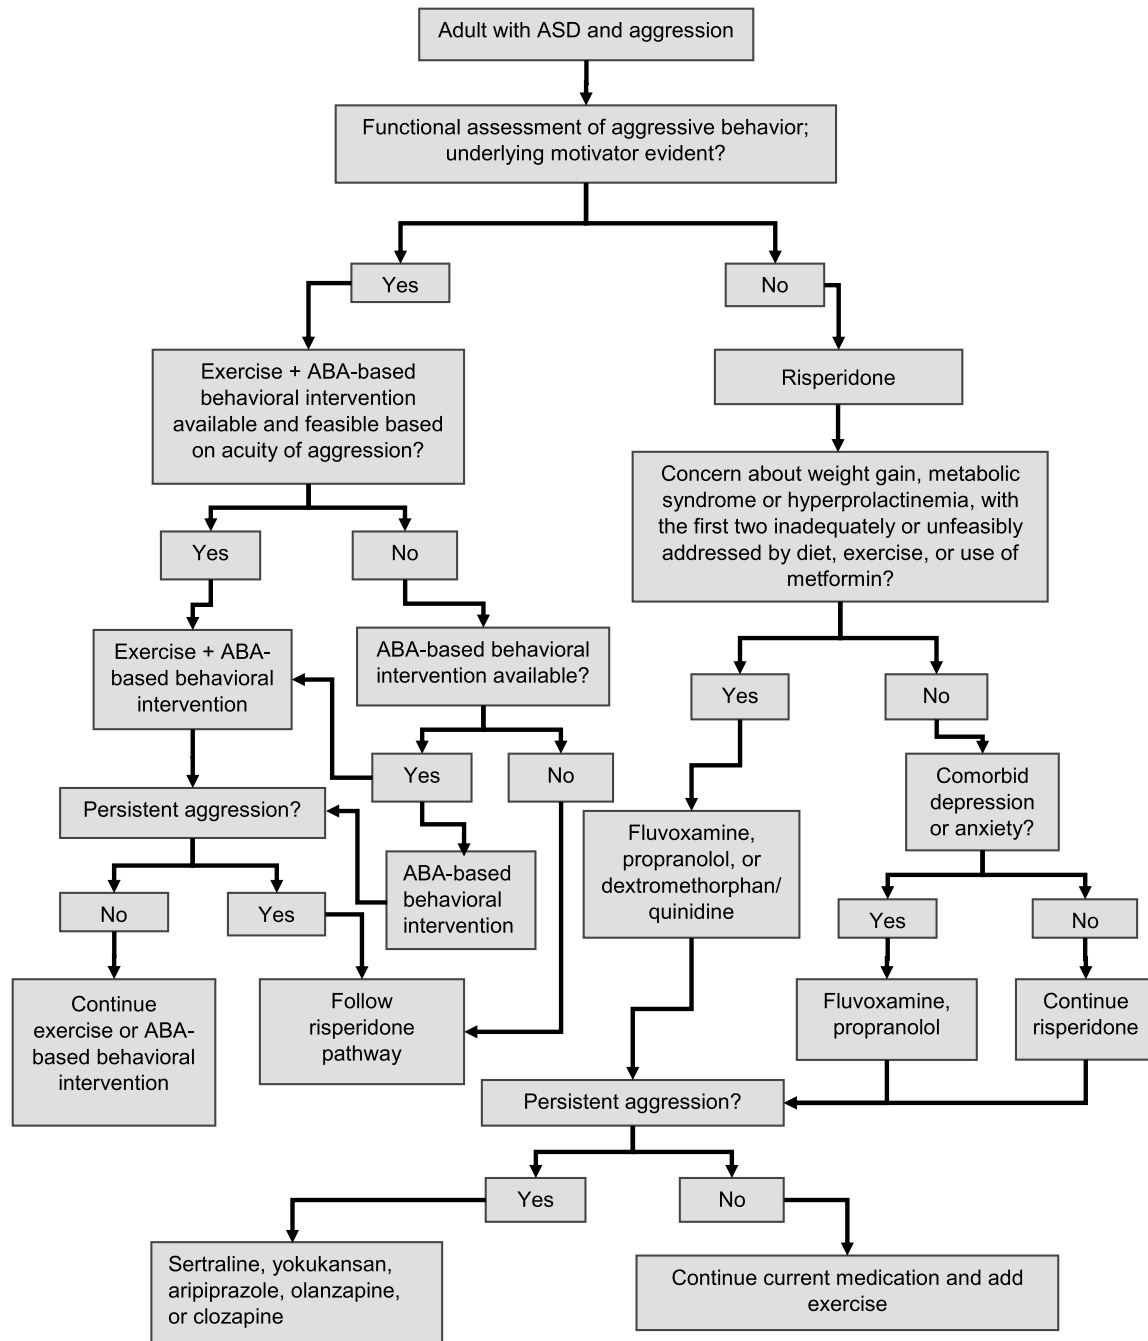 Adult with ASD and aggression
Functional assessment of aggressive behavior;
underlying motivator evident?
Yes
No
Exercise + ABA-based
behavioral intervention
available and feasible based
on acuity of aggression?
Risperidone
Concern about weight gain, metabolic
syndrome or hyperprolactinemia, with
the first two inadequately or unfeasibly
addressed by diet, exercise, or use of
metformin?
Yes
No
Exercise + ABA-
based behavioral
intervention
ABA-based behavioral
intervention available?
Yes
No
Yes
No
Persistent aggression?
Comorbid
depression
or anxiety?
Fluvoxamine,
propranolol, or
dextromethorphan/
quinidine
ABA-based
behavioral
intervention
No
Yes
Yes
No
Continue
exercise or ABA-
based behavioral
intervention
Follow
risperidone
pathway
Fluvoxamine,
propranolol
Continue
risperidone
Persistent aggression?
Yes
No
Sertraline, yokukansan,
aripiprazole, olanzapine,
or clozapine
Continue current medication and add
exercise